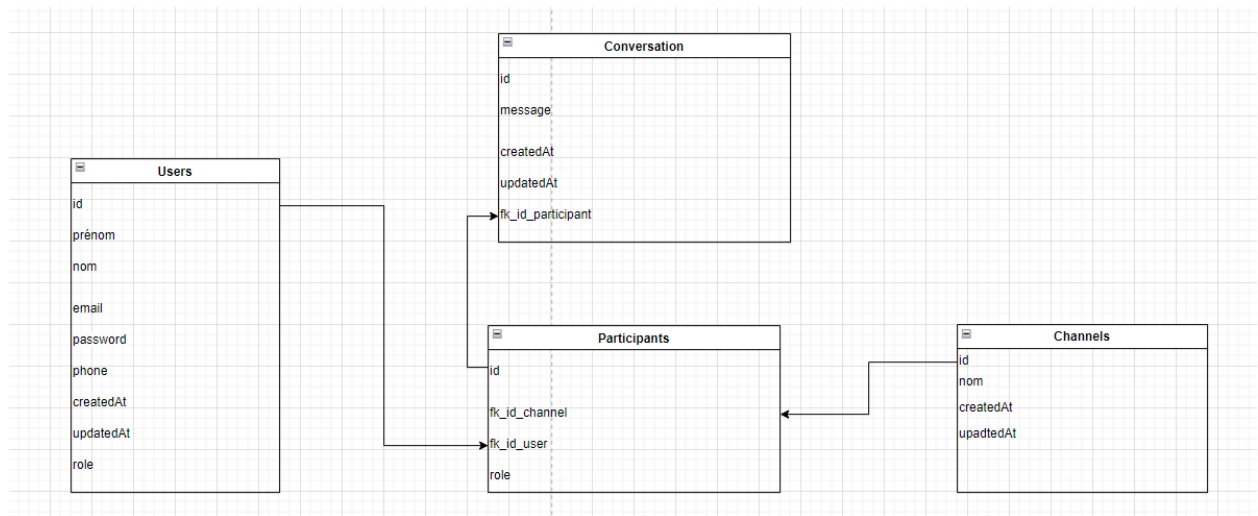 Conversation
id
message
createdAt
updatedAt
fk_id_participant
Users
id
prénom
nom
email
password
phone
createdAt
updatedAt
role
Participants
id
fk_id_channel
fk_id_user
role
Channels
id
nom
createdAt
upadtedAt